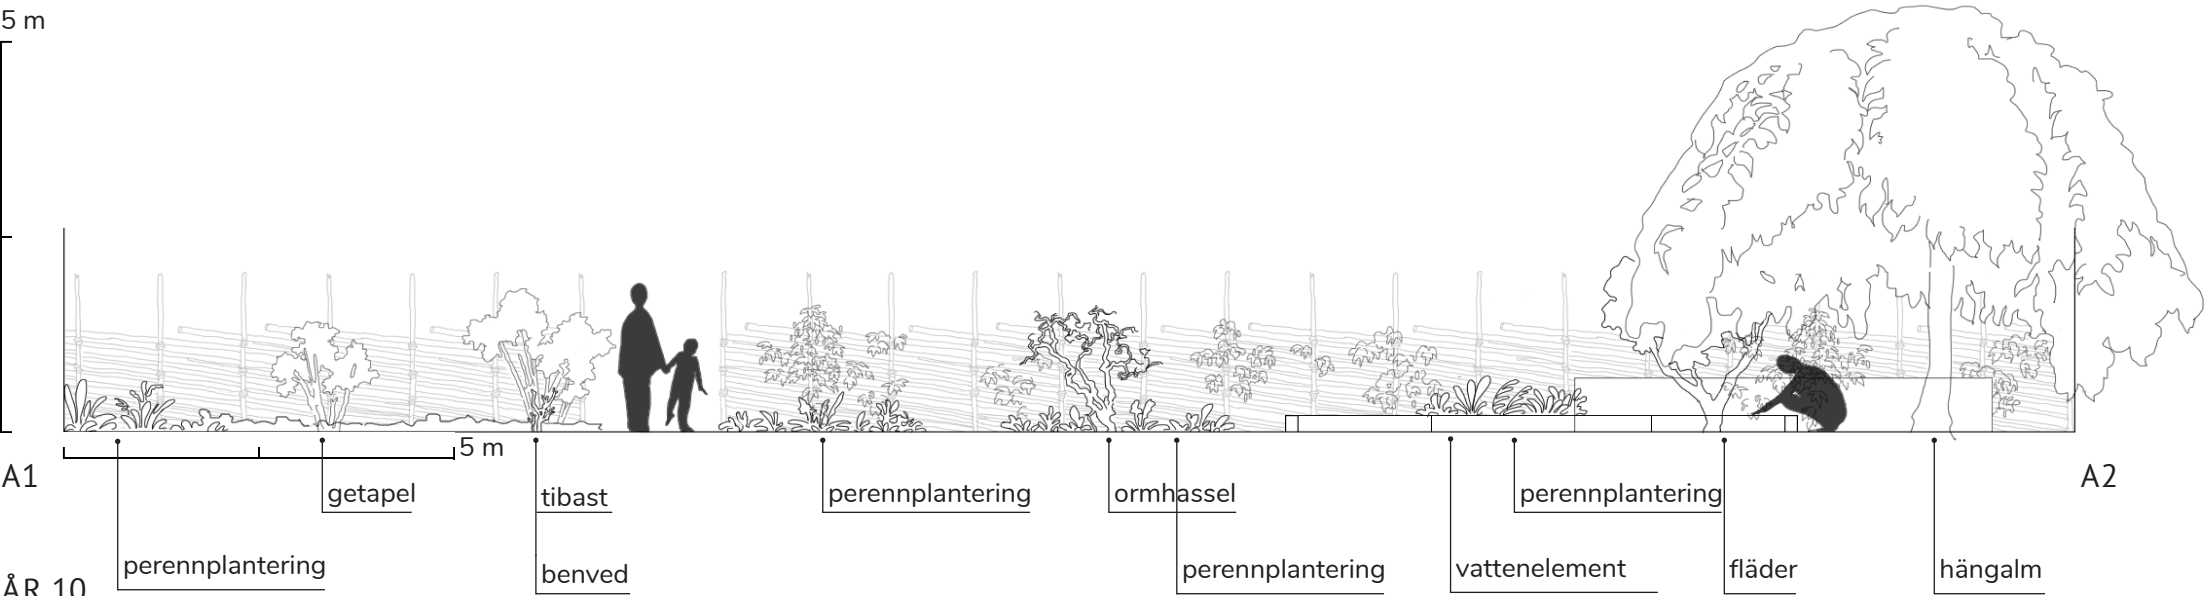 5 m
5 m
A1
A2
getapel
tibast
perennplantering
ormhassel
perennplantering
perennplantering
benved
perennplantering
vattenelement
fläder
hängalm
ÅR 10